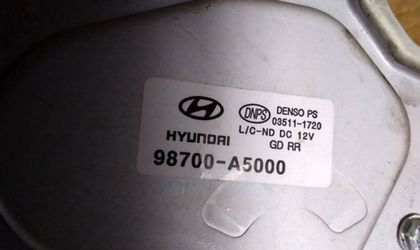 DNPS DENSO PS
03511-1720
L/C-ND DC 12V
HYUNDAI GD RR
98700-A5000